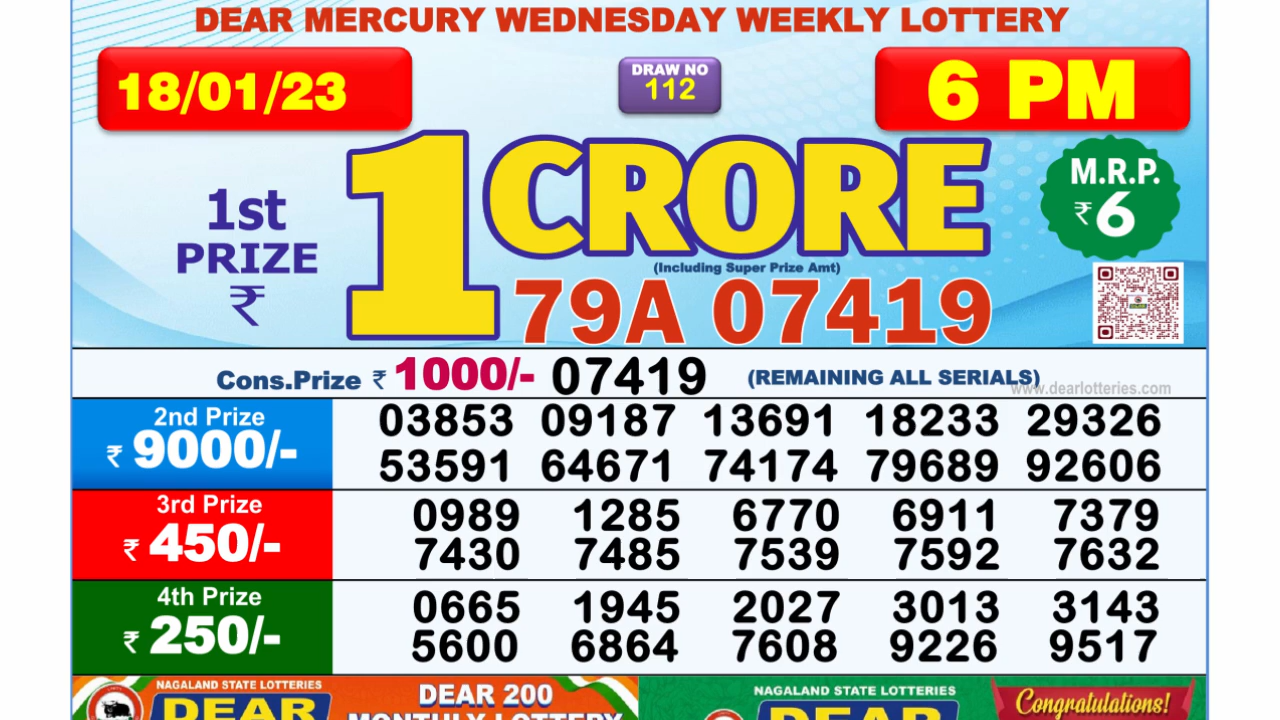 DEAR MERCURY WEDNESDAY WEEKLY LOTTERY
18/01/23
DRAW NO
112
6 PM
1st
PRIZE
₹
1 CRORE
(Including Super Prize Amt)
79A 07419
M.R.P.
₹ 6
Cons.Prize ₹ 1000/- 07419 (REMAINING ALL SERIALS)
www.dearlotteries.com
2nd Prize
₹ 9000/-
03853 09187 13691 18233 29326
53591 64671 74174 79689 92606
3rd Prize
₹ 450/-
0989 1285 6770 6911 7379
7430 7485 7539 7592 7632
4th Prize
₹ 250/-
0665 1945 2027 3013 3143
5600 6864 7608 9226 9517
NAGALAND STATE LOTTERIES
DEAR
DEAR 200
MONTHLY LOTTERY
NAGALAND STATE LOTTERIES
DEAR
Congratulations!